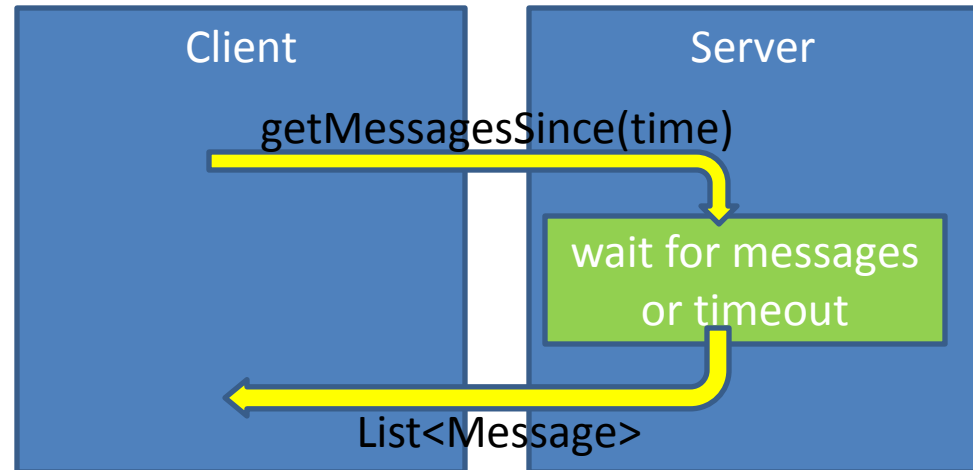 Client
Server
getMessagesSince(time)
wait for messages
or timeout
List<Message>